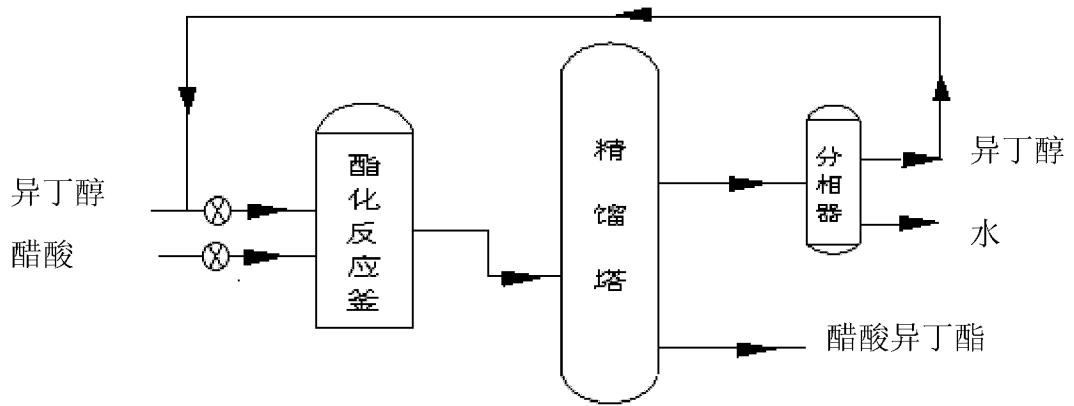 异丁醇
醋酸
酯化反应釜
精馏塔
分相器
异丁醇
水
醋酸异丁酯